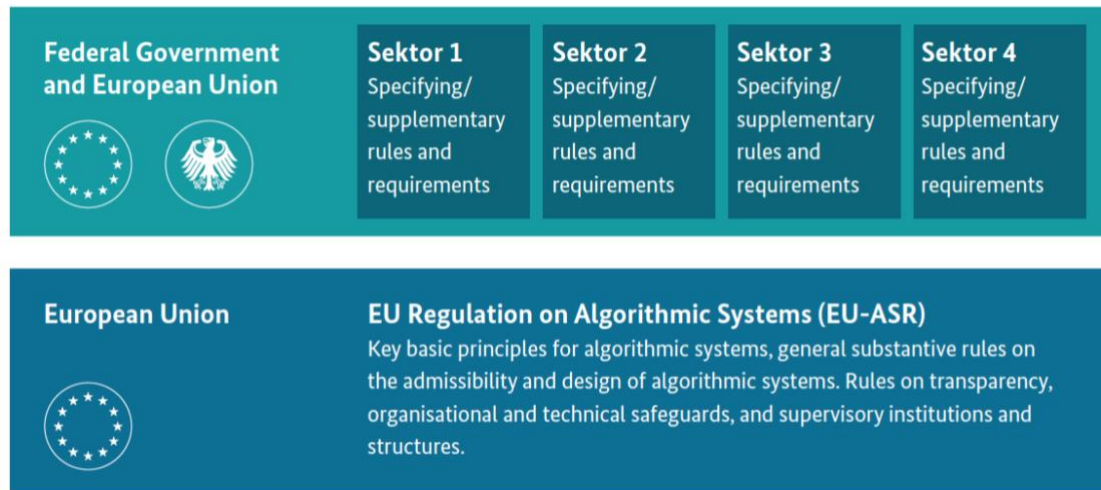 Federal Government
and European Union
Sektor 1
Specifying/
supplementary
rules and
requirements
Sektor 2
Specifying/
supplementary
rules and
requirements
Sektor 3
Specifying/
supplementary
rules and
requirements
Sektor 4
Specifying/
supplementary
rules and
requirements
European Union
EU Regulation on Algorithmic Systems (EU-ASR)
Key basic principles for algorithmic systems, general substantive rules on
the admissibility and design of algorithmic systems. Rules on transparency,
organisational and technical safeguards, and supervisory institutions and
structures.